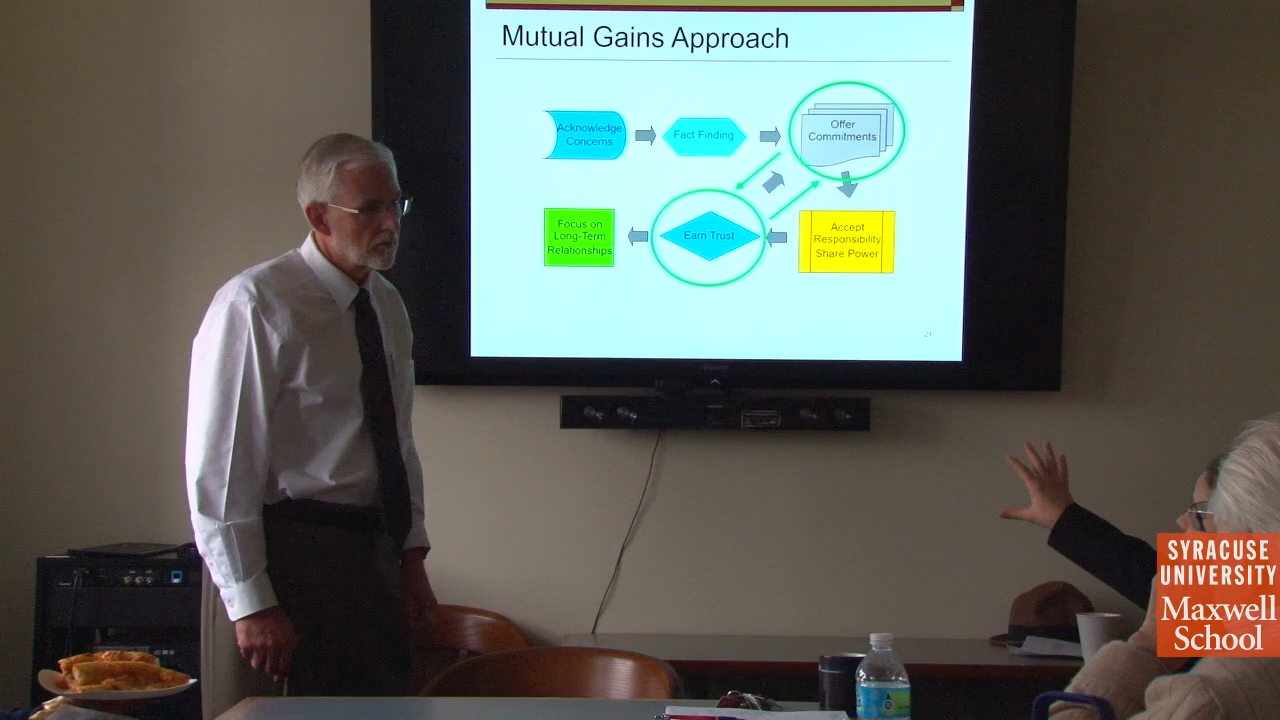 Mutual Gains Approach
Acknowledge
Concerns
Fact Finding
Offer
Commitments
Focus on
Long-Term
Relationships
Earn Trust
Accept
Responsibility
Share Power
21
SYRACUSE
UNIVERSITY
Maxwell
School